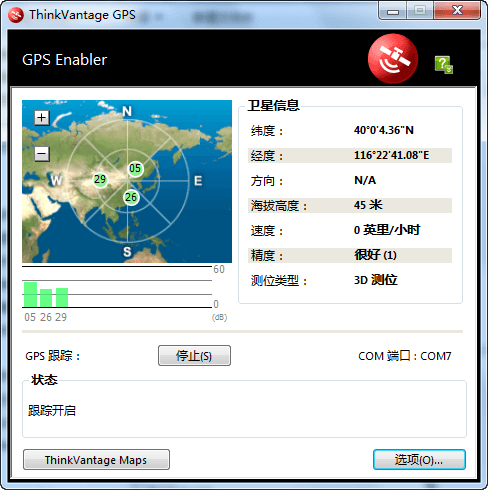 ThinkVantage GPS
GPS Enabler
N
W
E
S
05
29
26
60
0
05 26 29
(dB)
卫星信息
纬度： 40°0'4.36"N
经度： 116°22'41.08"E
方向： N/A
海拔高度： 45 米
速度： 0 英里/小时
精度： 很好 (1)
测位类型： 3D 测位
GPS 跟踪：
停止(S)
COM 端口 : COM7
状态
跟踪开启
ThinkVantage Maps
选项(O)...